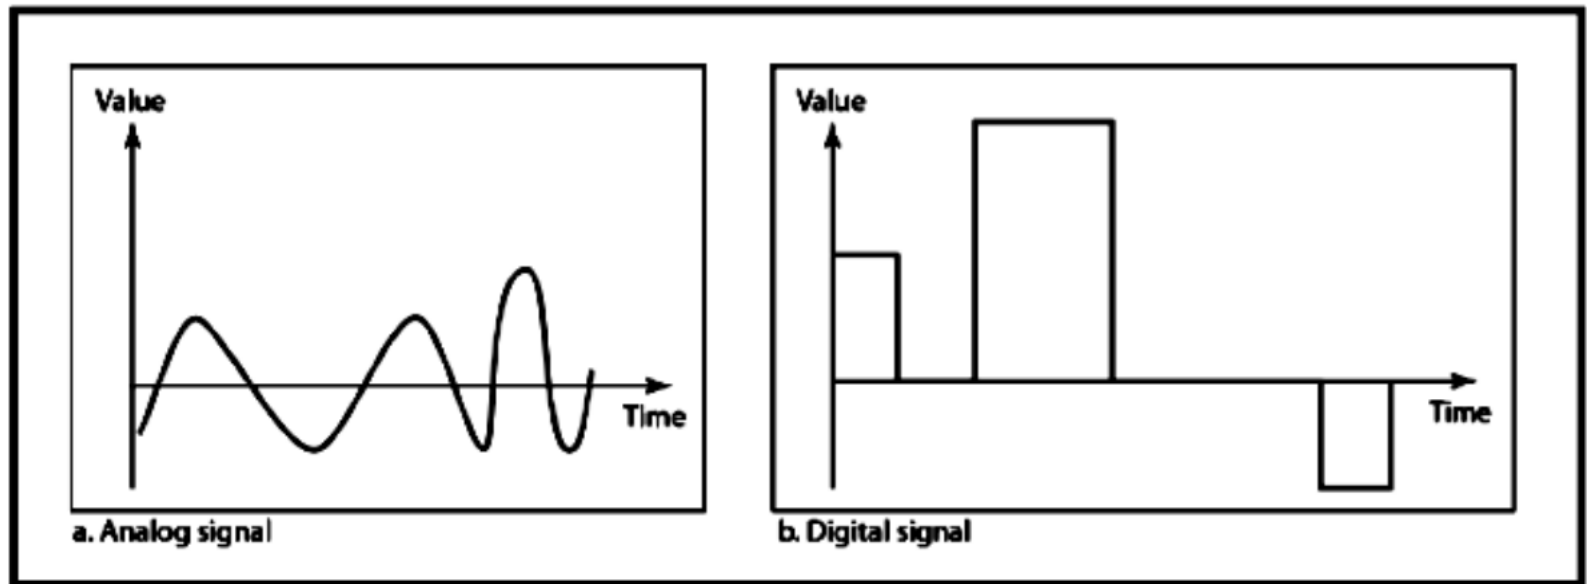 Value
Time
a. Analog signal
Value
Time
b. Digital signal